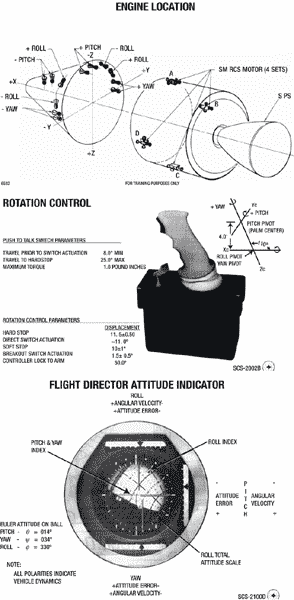 ENGINE LOCATION
+ ROLL
+ PITCH
- ROLL
- PITCH
-Z
+ ROLL
+X
+Y
SM RCS MOTOR (4 SETS)
A
+ YAW
B
S PS
- ROLL
- YAW
- Y
D
+Z
C
FOR TRAINING PURPOSES ONLY
ROTATION CONTROL
+ YAW
+ PITCH
PITCH PIVOT
(PALM CENTER)
4.0
PUSH TO TALK SWITCH PARAMETERS
TRAVEL PRIOR TO SWITCH ACTUATION
TRAVEL TO HARDSTOP
25.0° MAX
MAXIMUM TORQUE
1.0 POUND INCHES
ROLL PIVOT
YAW PIVOT
ROTATION CONTROL PARAMETERS
DISPLACEMENT
HARD STOP
11.5±0.50
DIRECT SWITCH ACTUATION
~11.0°
SOFT STOP
10±1°
BREAKOUT SWITCH ACTUATION
1.5± 0.5°
CONTROLLER LOCK TO ARM
50.0°
SCS-2002B
FLIGHT DIRECTOR ATTITUDE INDICATOR
ROLL
+ANGULAR VELOCITY-
+ATTITUDE ERROR-
PITCH & YAW
INDEX
ROLL INDEX
-
P
I
T
C
H
-
ATTITUDE
ERROR
ANGULAR
VELOCITY
+
+
EULER ATTITUDE ON BALL
PITCH - θ = 014°
YAW - ψ = 034°
ROLL - φ = 330°
ROLL TOTAL
ATTITUDE SCALE
NOTE:
ALL POLARITIES INDICATE
VEHICLE DYNAMICS
YAW
+ATTITUDE ERROR-
+ANGULAR VELOCITY-
SCS-2100D